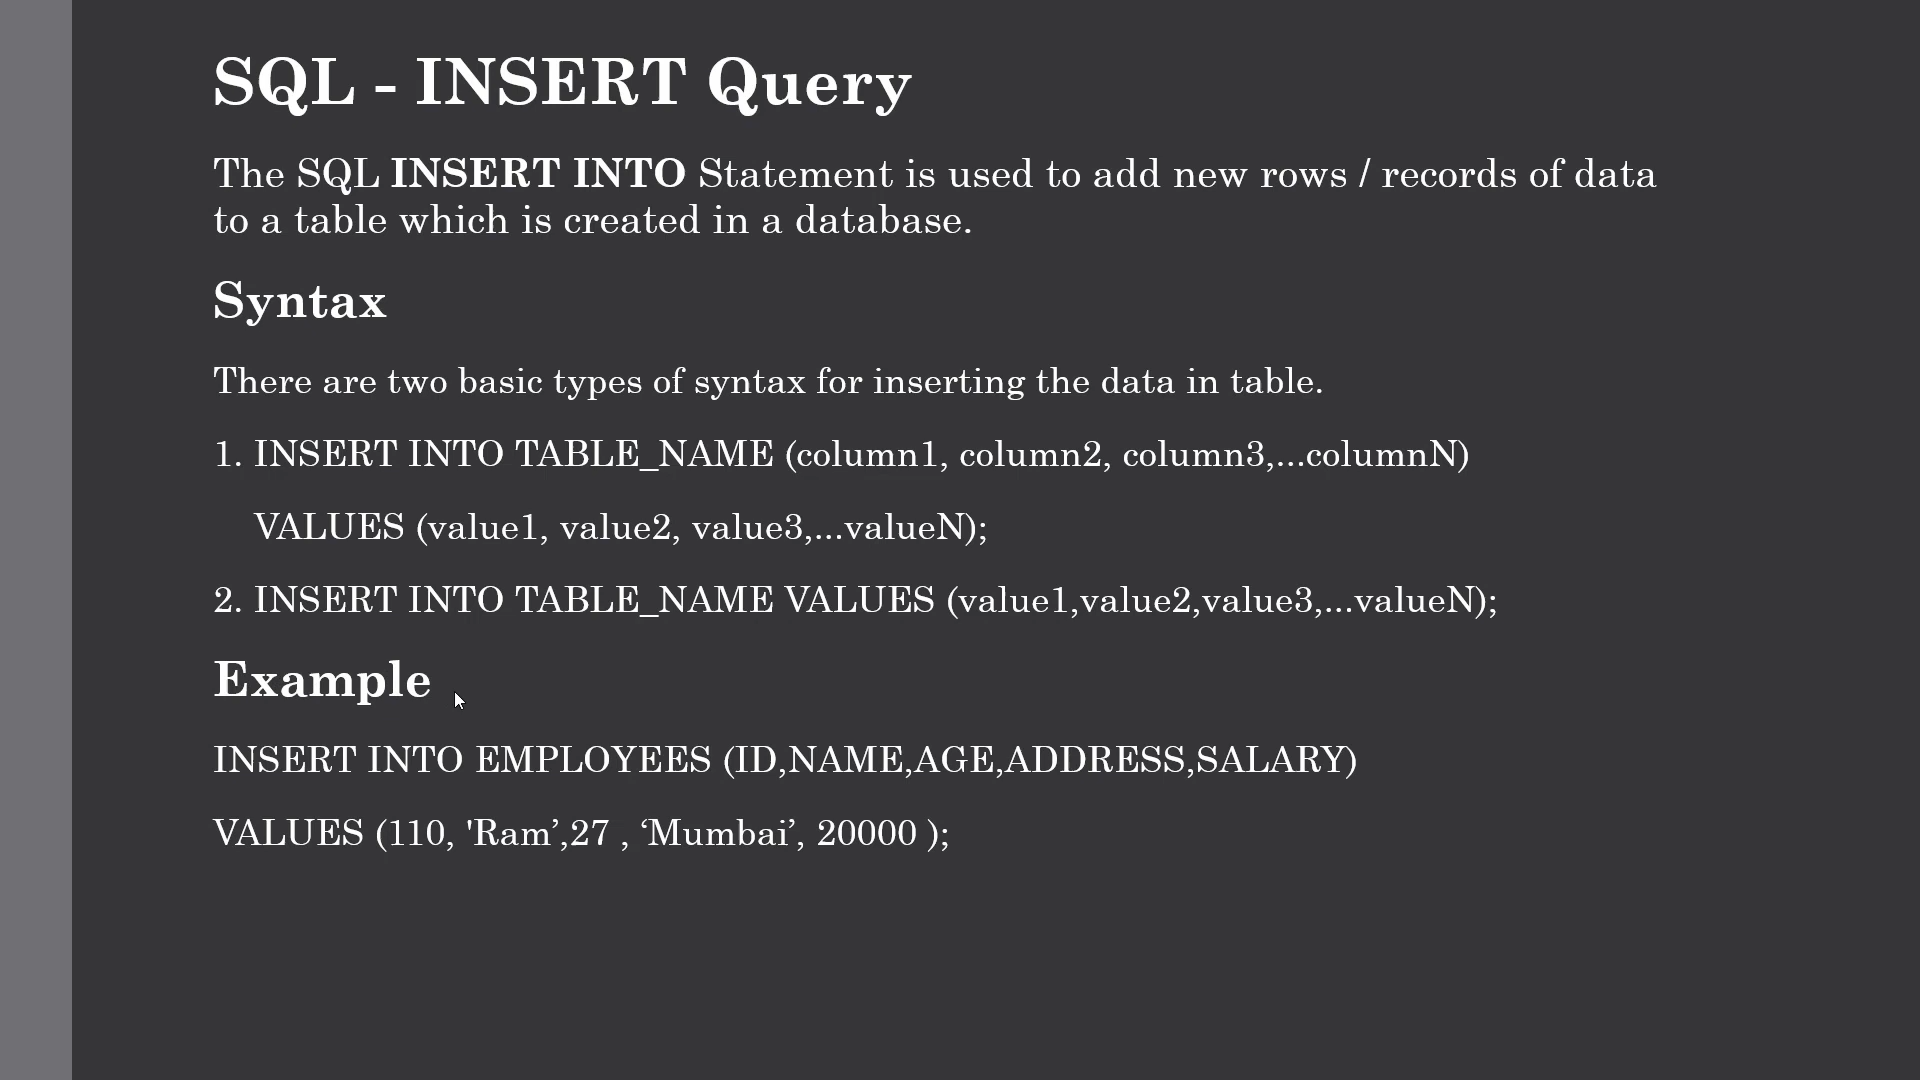 SQL - INSERT Query
The SQL INSERT INTO Statement is used to add new rows / records of data
to a table which is created in a database.
Syntax
There are two basic types of syntax for inserting the data in table.
1. INSERT INTO TABLE_NAME (column1, column2, column3,...columnN)
VALUES (value1, value2, value3,...valueN);
2. INSERT INTO TABLE_NAME VALUES (value1,value2,value3,...valueN);
Example
INSERT INTO EMPLOYEES (ID,NAME,AGE,ADDRESS,SALARY)
VALUES (110, 'Ram’,27 , ‘Mumbai’, 20000 );